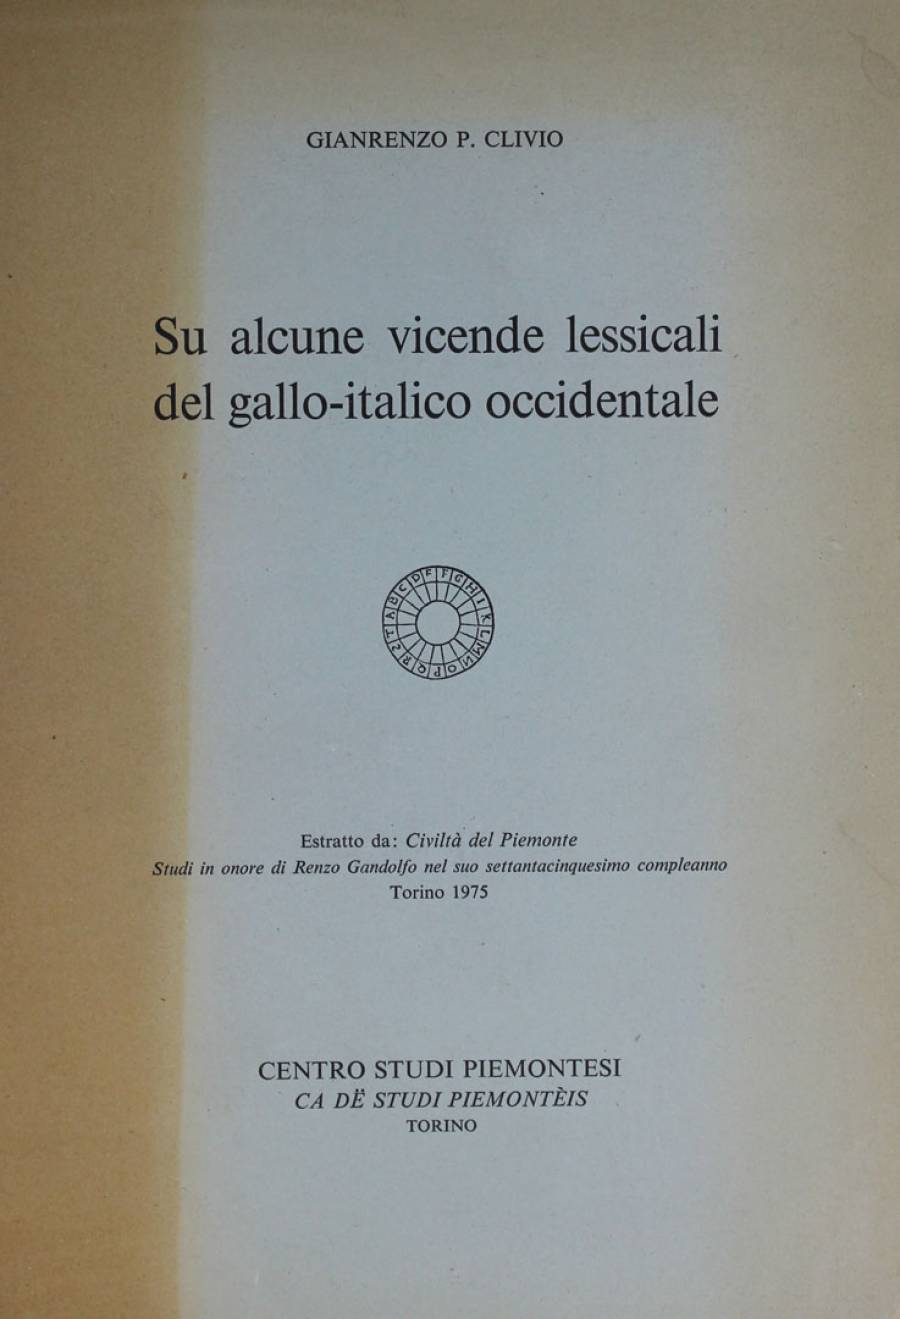 GIANRENZO P. CLIVIO
Su alcune vicende lessicali
del gallo-italico occidentale
Estratto da: Civiltà del Piemonte
Studi in onore di Renzo Gandolfo nel suo settantacinquesimo compleanno
Torino 1975
CENTRO STUDI PIEMONTESI
CA DË STUDI PIEMONTÈIS
TORINO